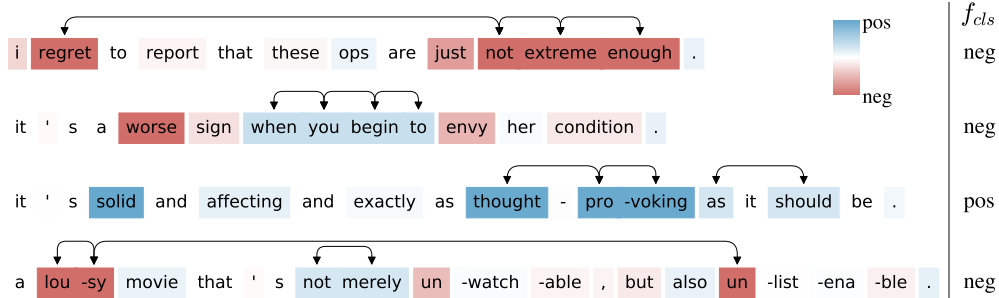 f_cls
pos
neg
i regret to report that these ops are just not extreme enough . neg
it ' s a worse sign when you begin to envy her condition . neg
it ' s solid and affecting and exactly as thought - pro -voking as it should be . pos
a lou -sy movie that ' s not merely un -watch -able , but also un -list -ena -ble . neg